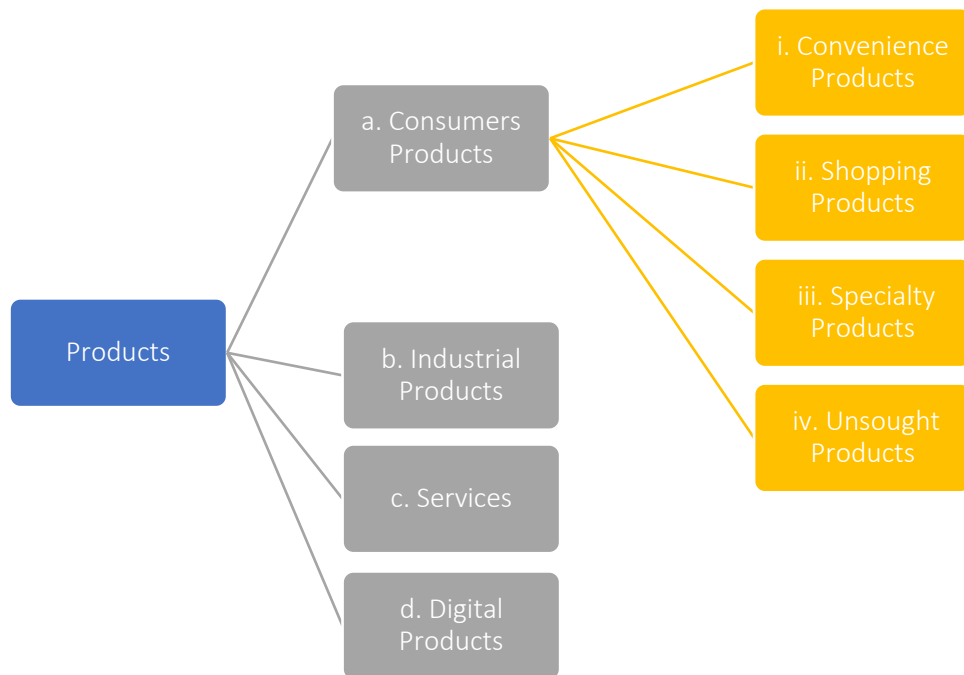 Products
a. Consumers
Products
b. Industrial
Products
c. Services
d. Digital
Products
i. Convenience
Products
ii. Shopping
Products
iii. Specialty
Products
iv. Unsought
Products